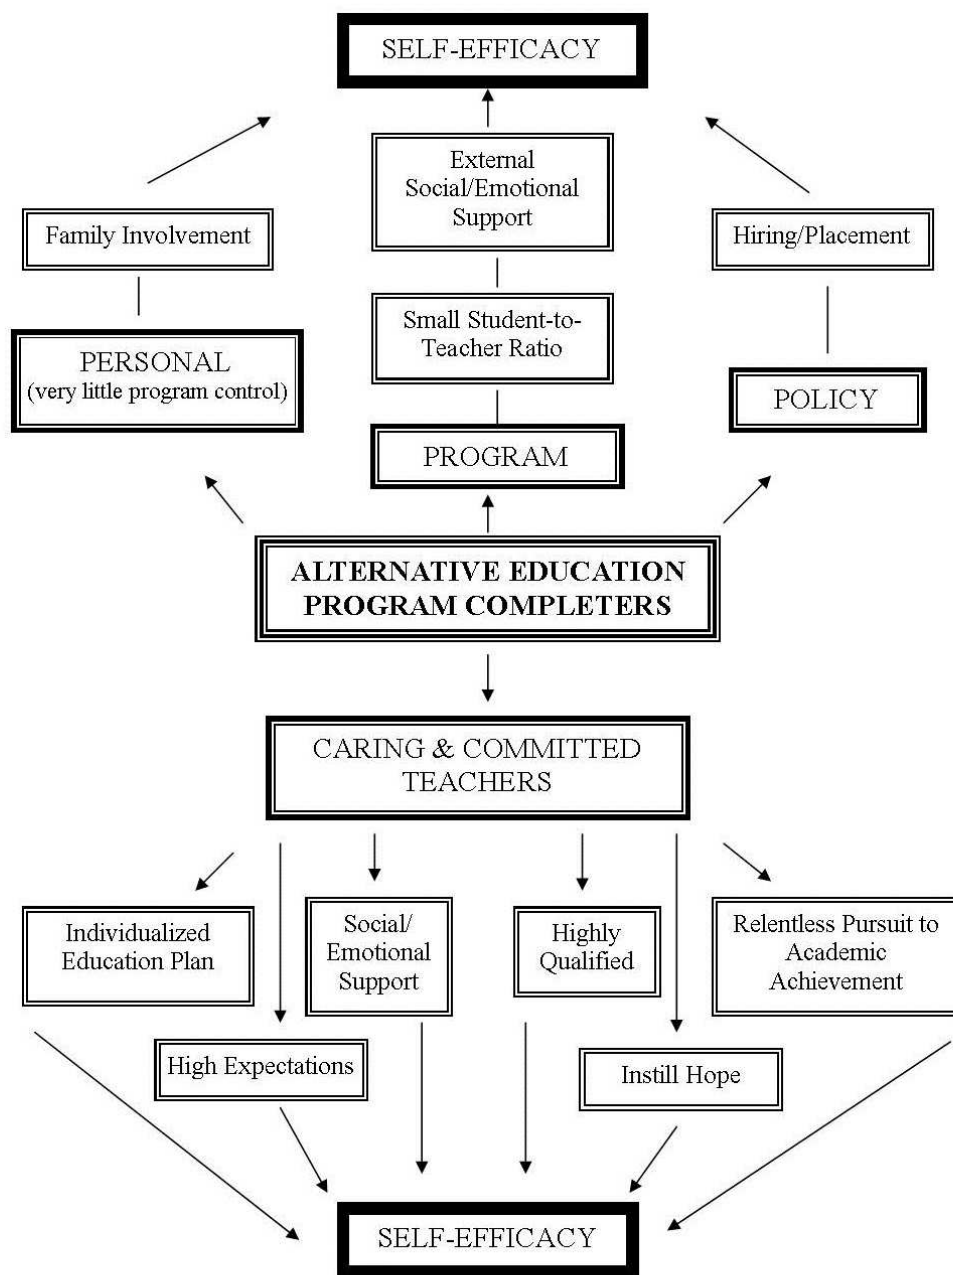 SELF-EFFICACY
External
Social/Emotional
Support
Family Involvement
Hiring/Placement
Small Student-to-
Teacher Ratio
PERSONAL
(very little program control)
POLICY
PROGRAM
ALTERNATIVE EDUCATION
PROGRAM COMPLETERS
CARING & COMMITTED
TEACHERS
Individualized
Education Plan
Social/
Emotional
Support
Highly
Qualified
Relentless Pursuit to
Academic
Achievement
High Expectations
Instill Hope
SELF-EFFICACY